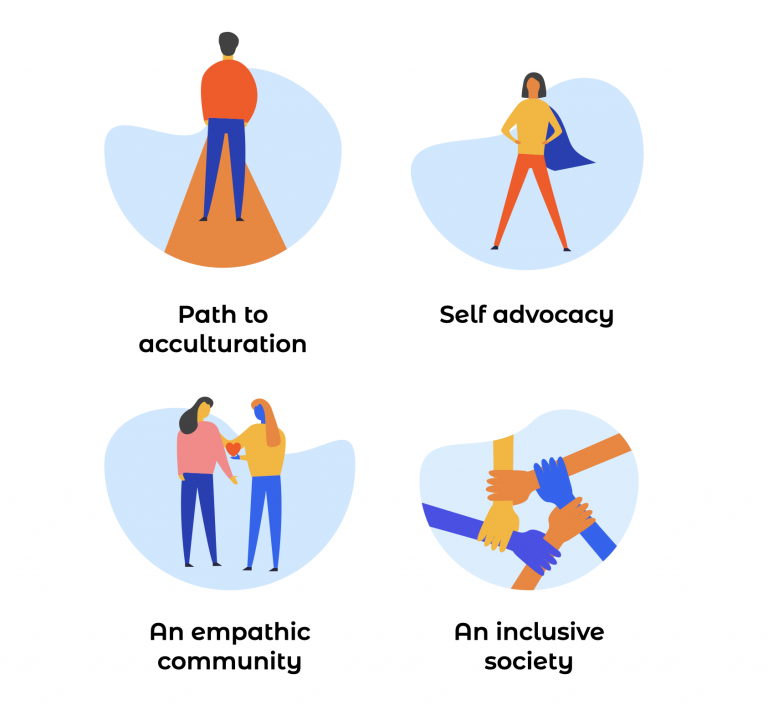 Path to
acculturation
Self advocacy
An empathic
community
An inclusive
society